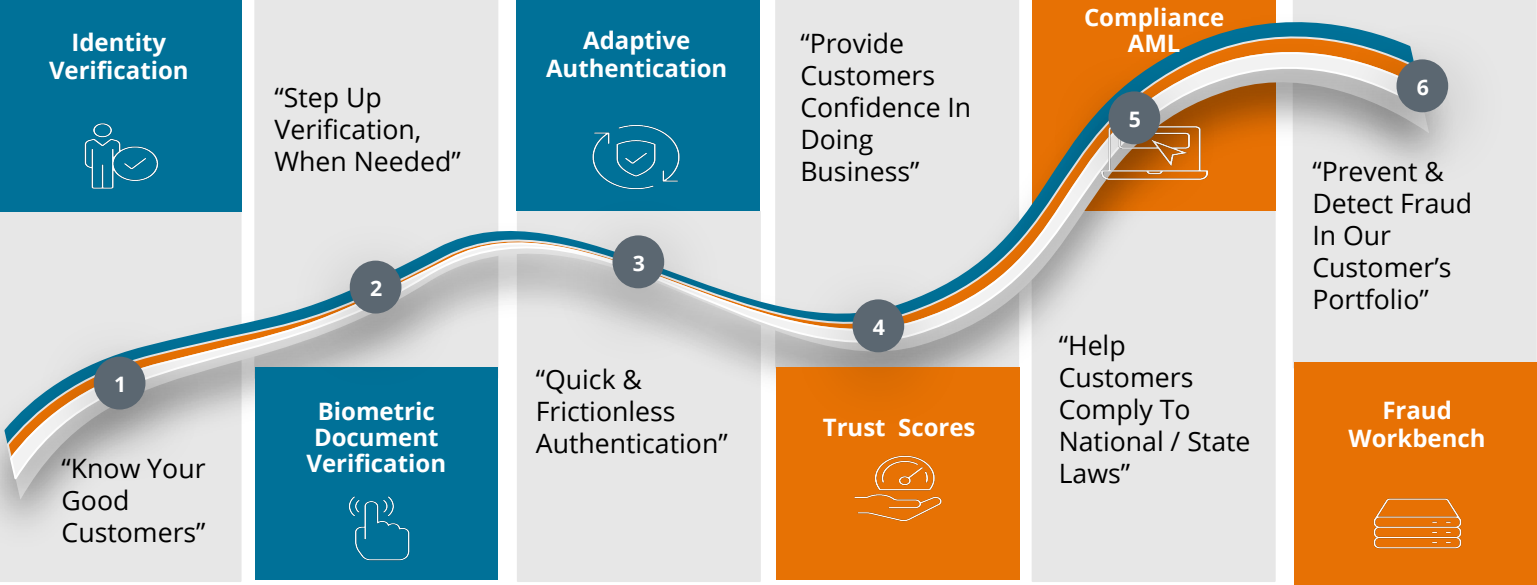 Identity
Verification
1
“Know Your
Good
Customers”
“Step Up
Verification,
When Needed”
2
Biometric
Document
Verification
Adaptive
Authentication
3
“Quick &
Frictionless
Authentication”
“Provide
Customers
Confidence In
Doing
Business”
4
Trust Scores
Compliance
AML
5
“Help
Customers
Comply To
National / State
Laws”
6
“Prevent &
Detect Fraud
In Our
Customer’s
Portfolio”
Fraud
Workbench